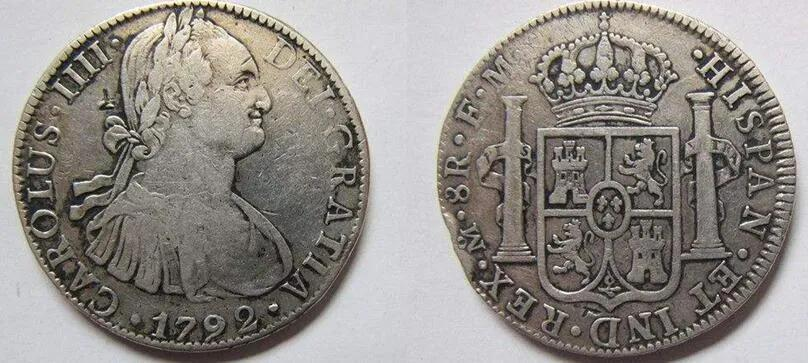 CAROLUS·IIII·DEI·GRATIA·
·1792·
·HISPAN·ET IND·REX·M̊·8R·F·M